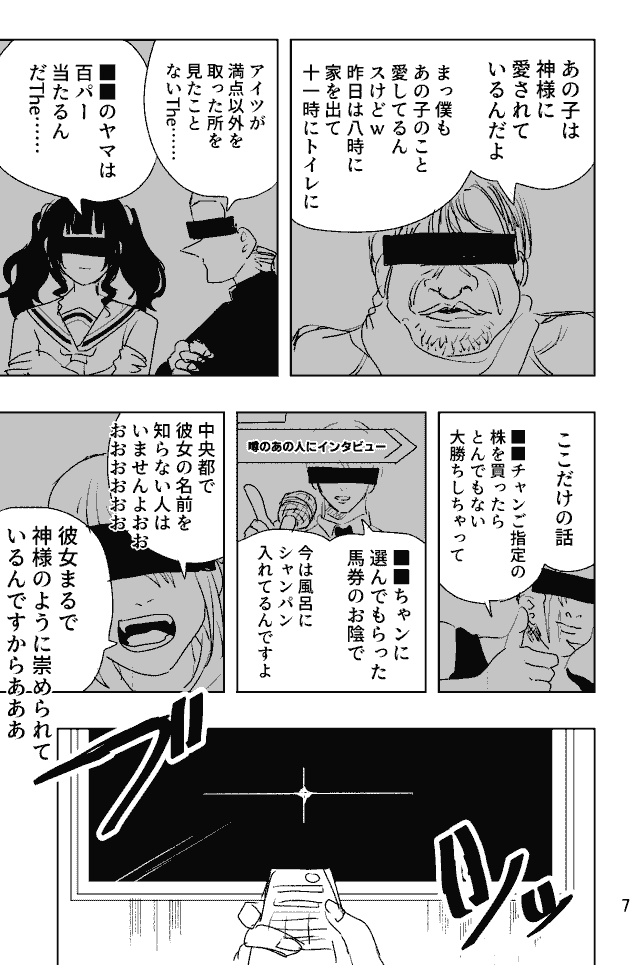 あの子は
神様に
愛されて
いるんだよ
まっ僕も
あの子のこと
愛してるん
スけどw
昨日は八時に
家を出て
十一時にトイレに
アイツが
満点以外を
取った所を
見たこと
ないThe……
■■のヤマは
百パー
当たるん
だThe……
ここだけの話
■■チャンご指定の
株を買ったら
とんでもない
大勝ちしちゃって
噂のあの人にインタビュー
■■ちゃンに
選んでもらった
馬券のお陰で
今は風呂に
シャンパン
入れてるんですよ
中央都で
彼女の名前を
知らない人は
いませんよぉぉ
おおおおおぉ
彼女まるで
神様のように崇められて
いるんですからあああ
ブツッ
7